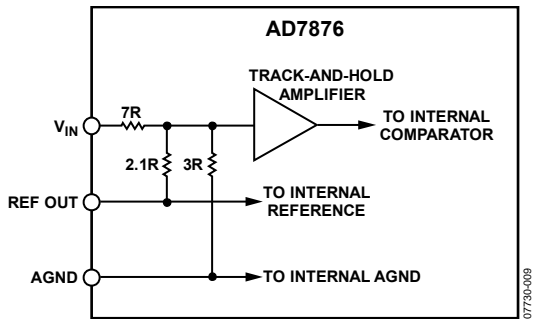 AD7876
TRACK-AND-HOLD
AMPLIFIER
7R
VIN
TO INTERNAL
COMPARATOR
2.1R
3R
REF OUT
TO INTERNAL
REFERENCE
AGND
TO INTERNAL AGND
07730-009